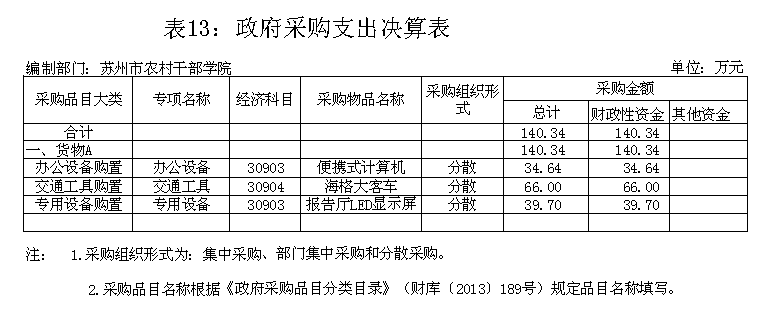 表13：政府采购支出决算表
编制部门：苏州市农村干部学院 单位：万元
采购品目大类 专项名称 经济科目 采购物品名称 采购组织形式 采购金额
总计 财政性资金 其他资金
合计 140.34 140.34
一、货物A 140.34 140.34
办公设备购置 办公设备 30903 便携式计算机 分散 34.64 34.64
交通工具购置 交通工具 30904 海格大客车 分散 66.00 66.00
专用设备购置 专用设备 30903 报告厅LED显示屏 分散 39.70 39.70
注： 1.采购组织形式为：集中采购、部门集中采购和分散采购。
2.采购品目名称根据《政府采购品目分类目录》（财库〔2013〕189号）规定品目名称填写。